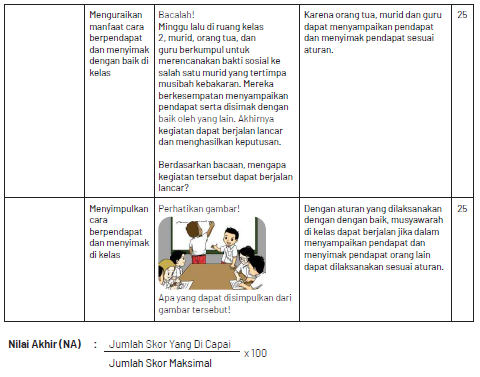 Menguraikan
manfaat cara
berpendapat
dan menyimak
dengan baik di
kelas
Bacalah!
Minggu lalu di ruang kelas
2, murid, orang tua, dan
guru berkumpul untuk
merencanakan bakti sosial ke
salah satu murid yang tertimpa
musibah kebakaran. Mereka
berkesempatan menyampaikan
pendapat serta disimak dengan
baik oleh yang lain. Akhirnya
kegiatan dapat berjalan lancar
dan menghasilkan keputusan.
Berdasarkan bacaan, mengapa
kegiatan tersebut dapat berjalan
lancar?
Karena orang tua, murid dan guru
dapat menyampaikan pendapat
dan menyimak pendapat sesuai
aturan.
25
Menyimpulkan
cara
berpendapat
dan menyimak
di kelas
Perhatikan gambar!
Apa yang dapat disimpulkan dari
gambar tersebut!
Dengan aturan yang dilaksanakan
dengan dengan baik, musyawarah
di kelas dapat berjalan jika dalam
menyampaikan pendapat dan
menyimak pendapat orang lain
dapat dilaksanakan sesuai aturan.
25
Nilai Akhir (NA) : Jumlah Skor Yang Di Capai x 100
Jumlah Skor Maksimal